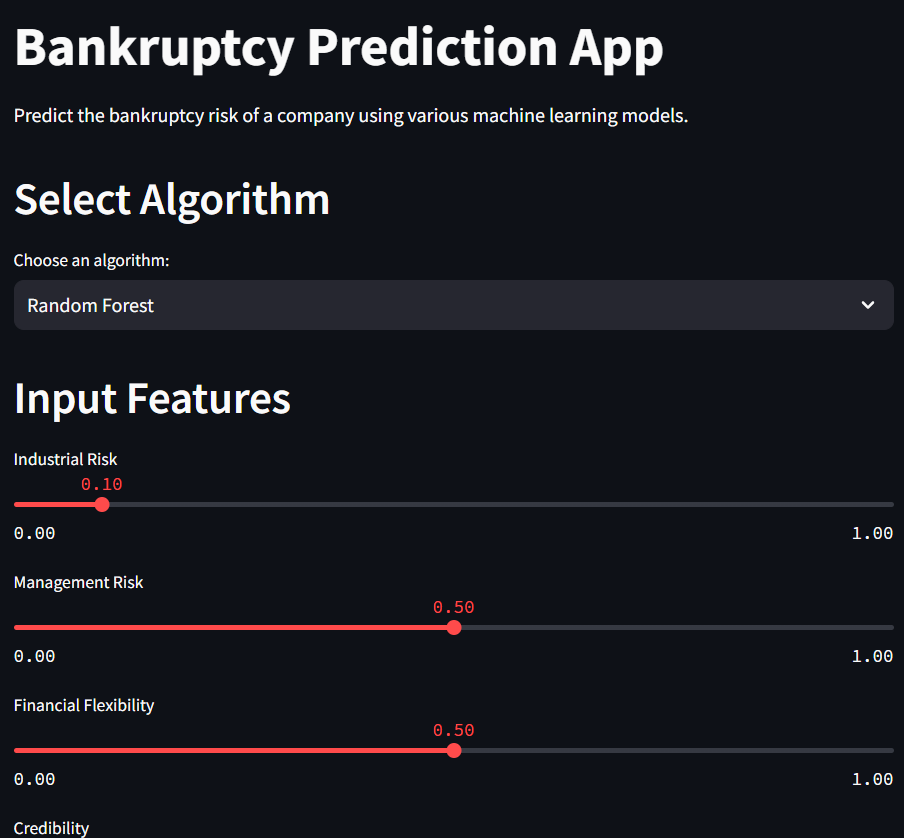 Bankruptcy Prediction App
Predict the bankruptcy risk of a company using various machine learning models.
Select Algorithm
Choose an algorithm:
Random Forest
Input Features
Industrial Risk
0.10
0.00 1.00
Management Risk
0.50
0.00 1.00
Financial Flexibility
0.50
0.00 1.00
Credibility